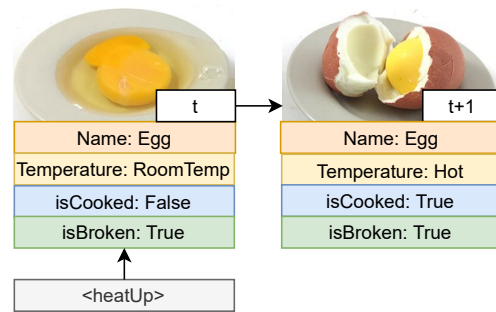 t
Name: Egg
Temperature: RoomTemp
isCooked: False
isBroken: True
<heatUp>
t+1
Name: Egg
Temperature: Hot
isCooked: True
isBroken: True